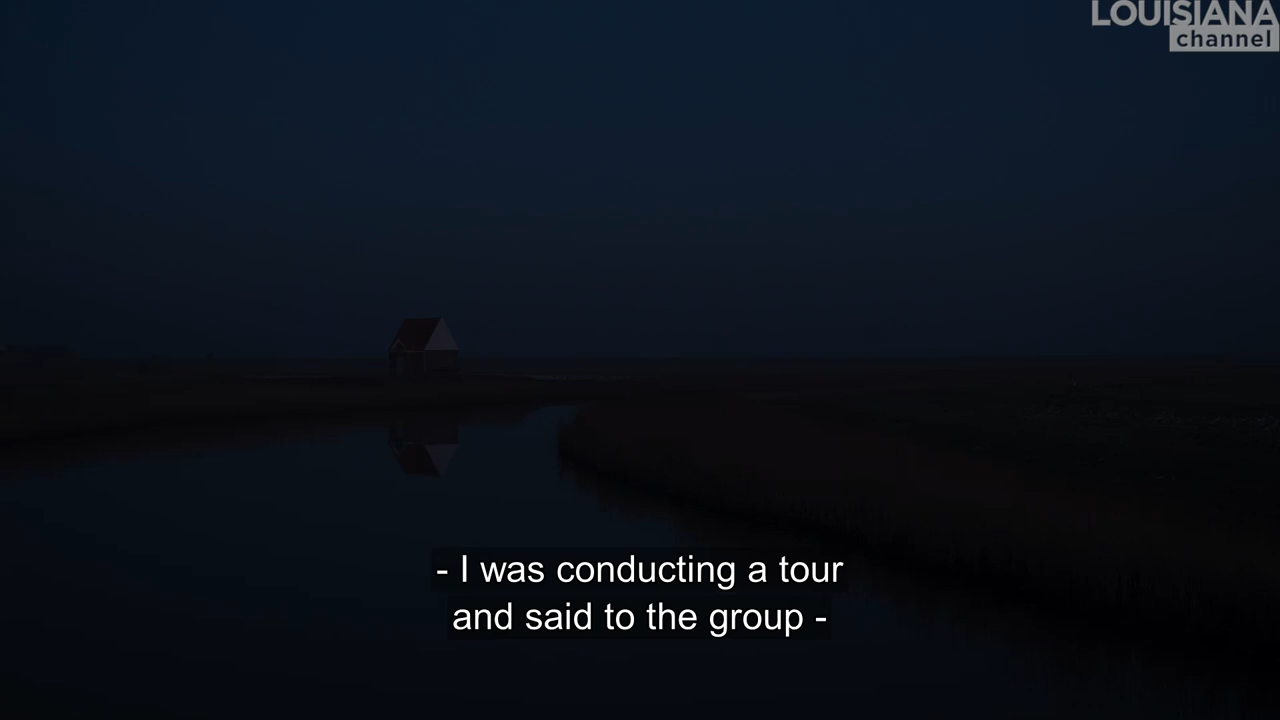 LOUISIANA
channel
- I was conducting a tour
and said to the group -